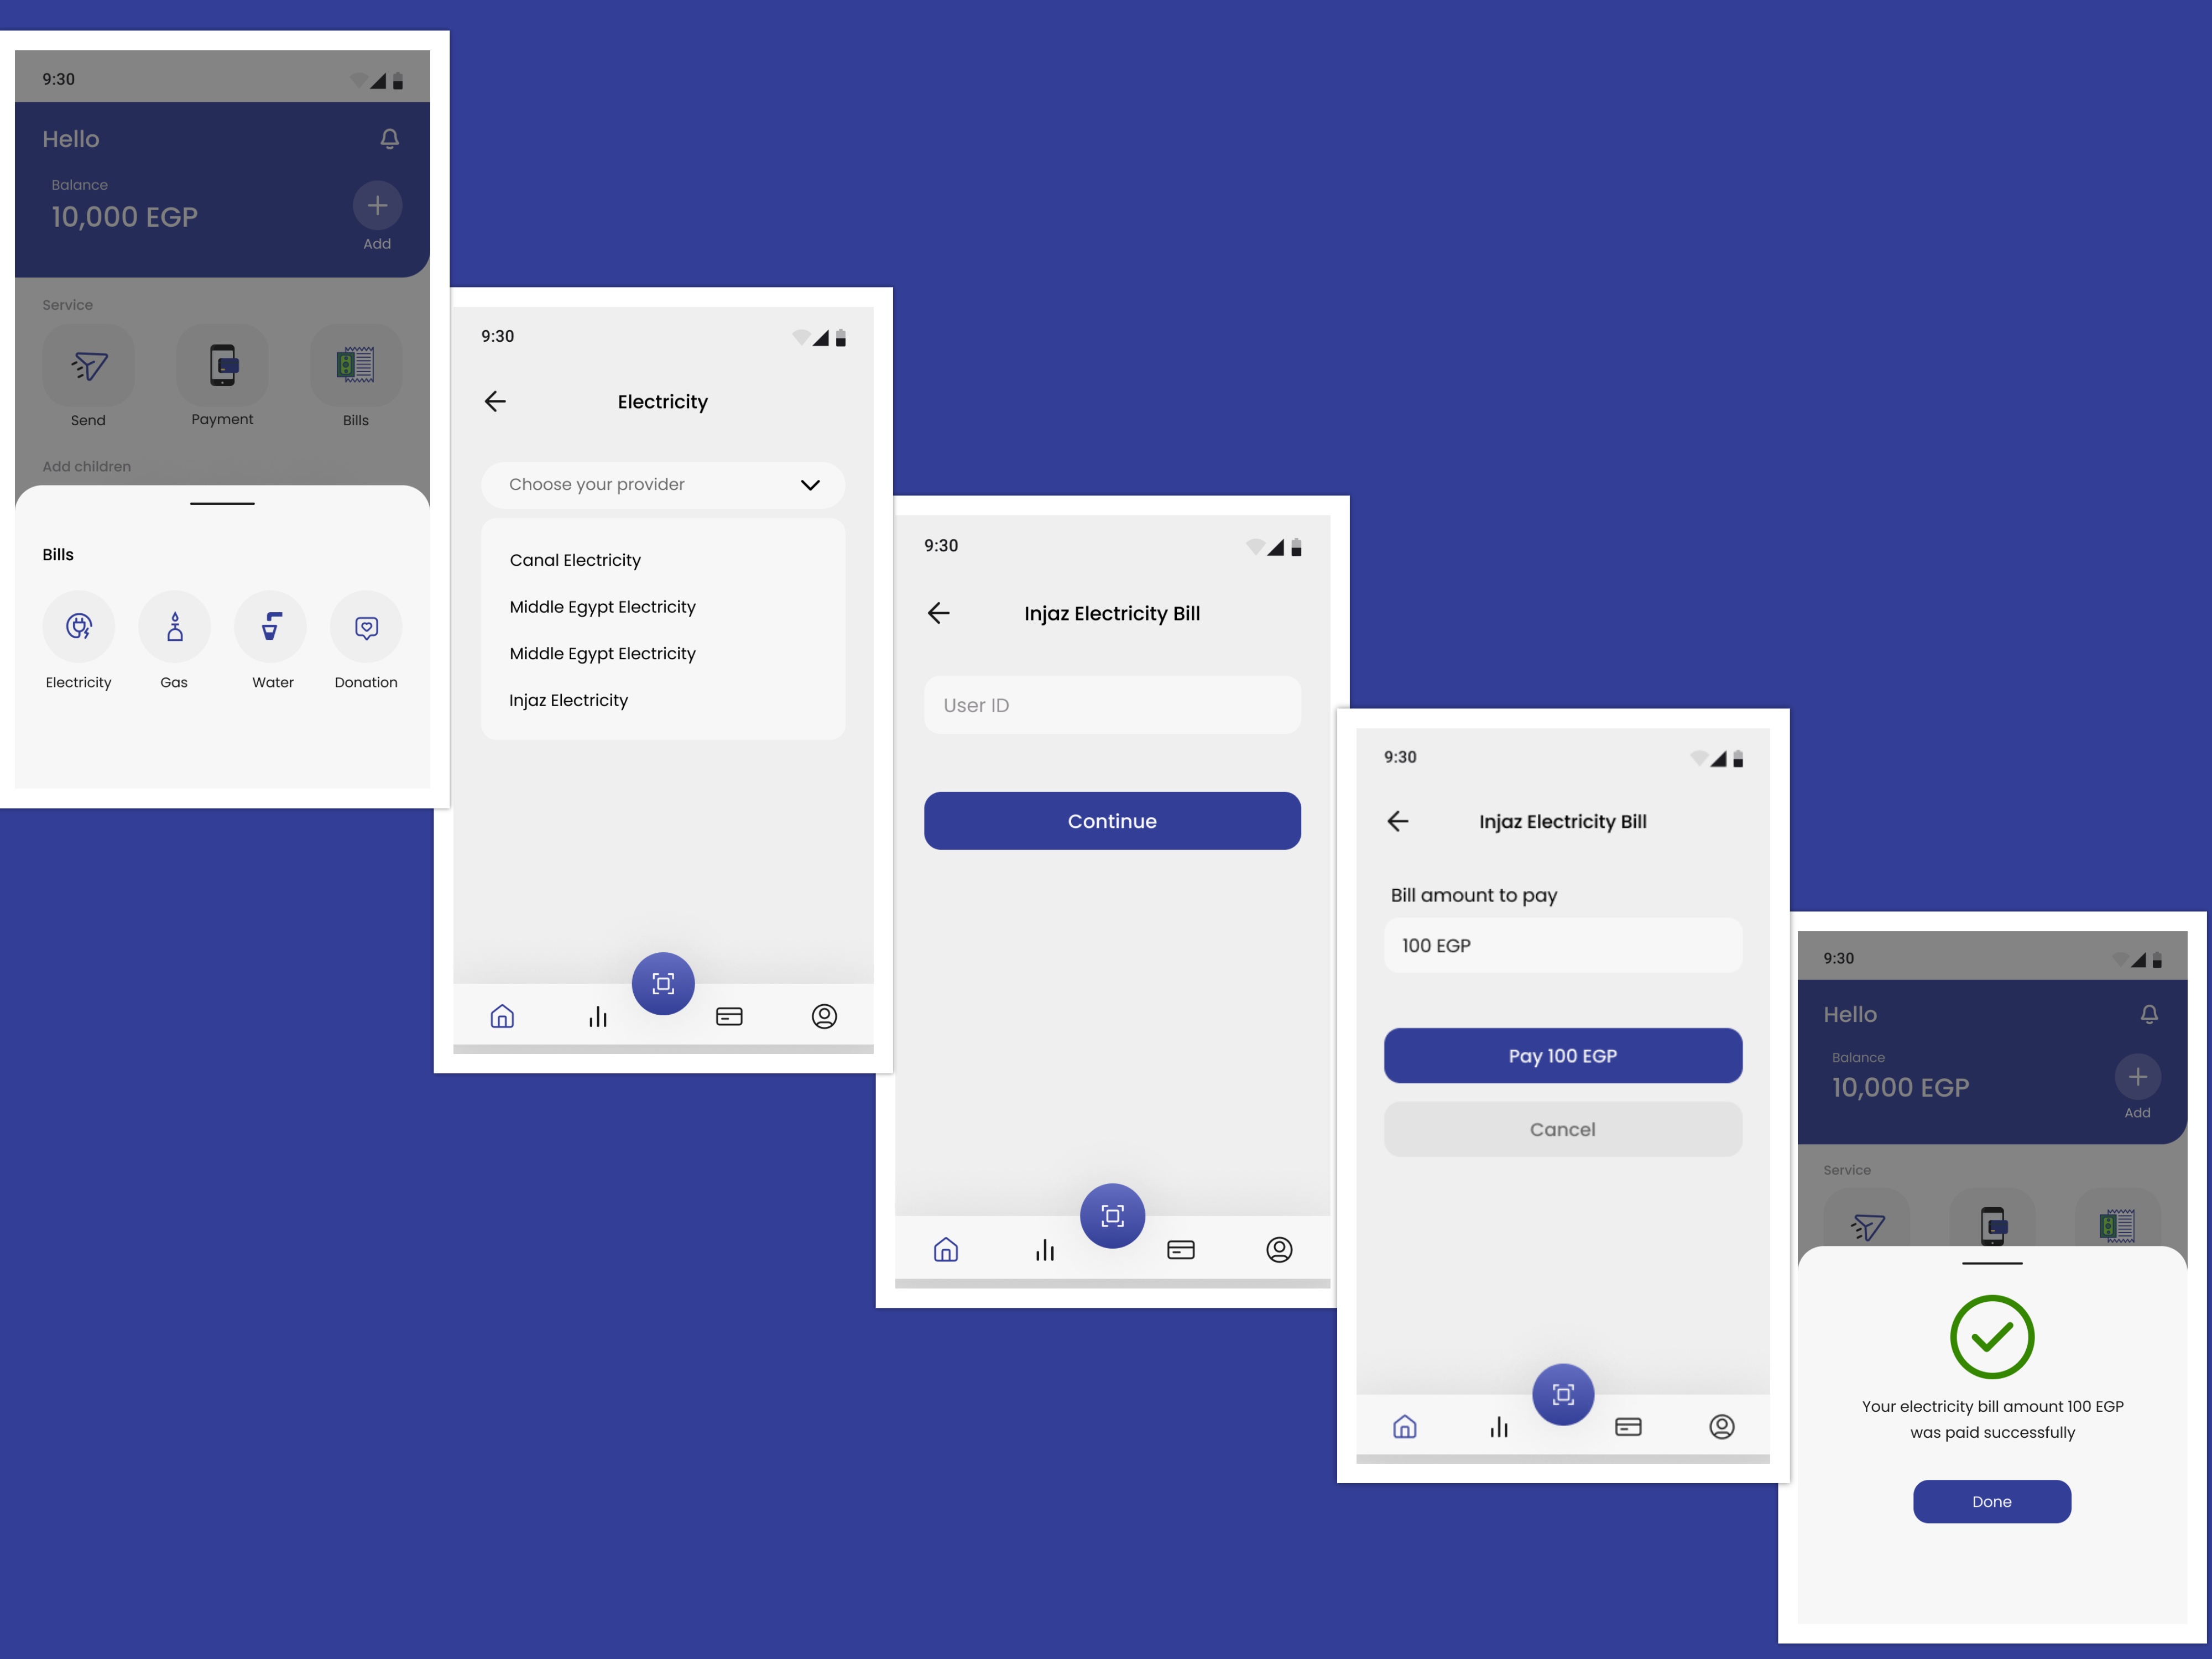 9:30
Hello
Balance
10,000 EGP
Add
Service
Send
Payment
Bills
Add children
Bills
Electricity
Gas
Water
Donation
9:30
Electricity
Choose your provider
Canal Electricity
Middle Egypt Electricity
Middle Egypt Electricity
Injaz Electricity
9:30
Injaz Electricity Bill
User ID
Continue
9:30
Injaz Electricity Bill
Bill amount to pay
100 EGP
Pay 100 EGP
Cancel
9:30
Hello
Balance
10,000 EGP
Add
Service
Your electricity bill amount 100 EGP
was paid successfully
Done